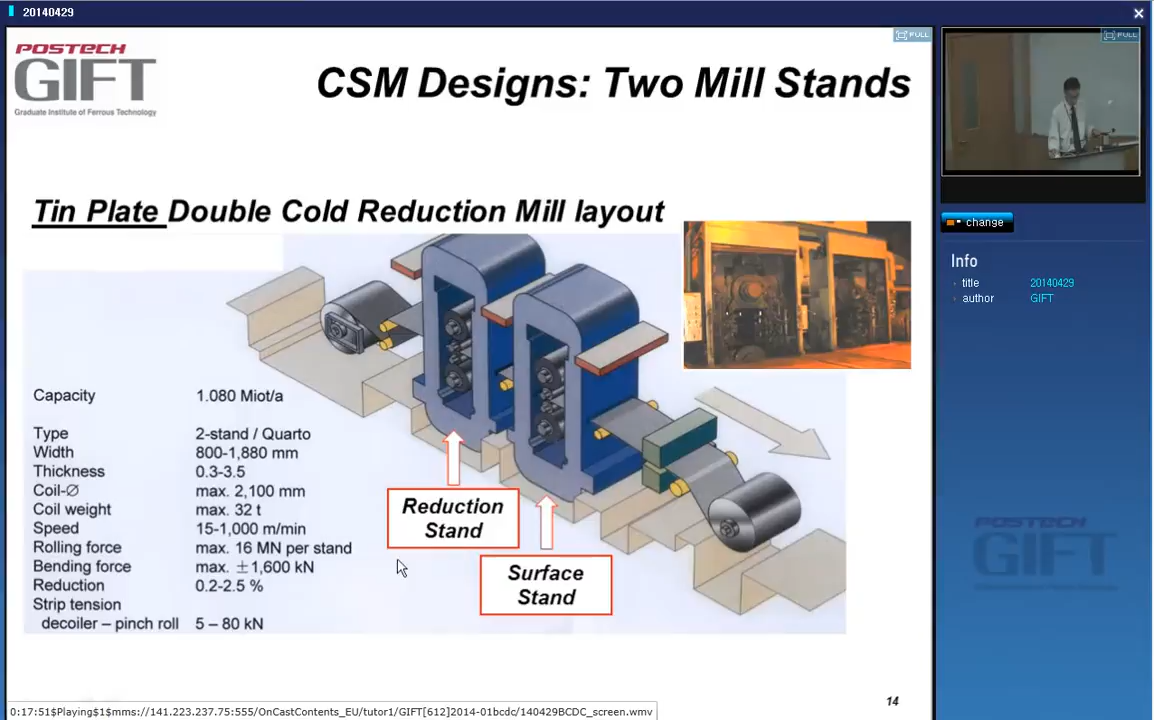 20140429
FULL
POSTECH
GIFT
Graduate Institute of Ferrous Technology
CSM Designs: Two Mill Stands
Tin Plate Double Cold Reduction Mill layout
Capacity 1.080 Miot/a
Type 2-stand / Quarto
Width 800-1,880 mm
Thickness 0.3-3.5
Coil-Ø max. 2,100 mm
Coil weight max. 32 t
Speed 15-1,000 m/min
Rolling force max. 16 MN per stand
Bending force max. ±1,600 kN
Reduction 0.2-2.5 %
Strip tension
decoiler – pinch roll 5 – 80 kN
Reduction
Stand
Surface
Stand
14
0:17:51$Playing$1$mms://141.223.237.75:555/OnCastContents_EU/tutor1/GIFT[612]2014-01bcdc/140429BCDC_screen.wmv
FULL
change
Info
title 20140429
author GIFT
POSTECH
GIFT